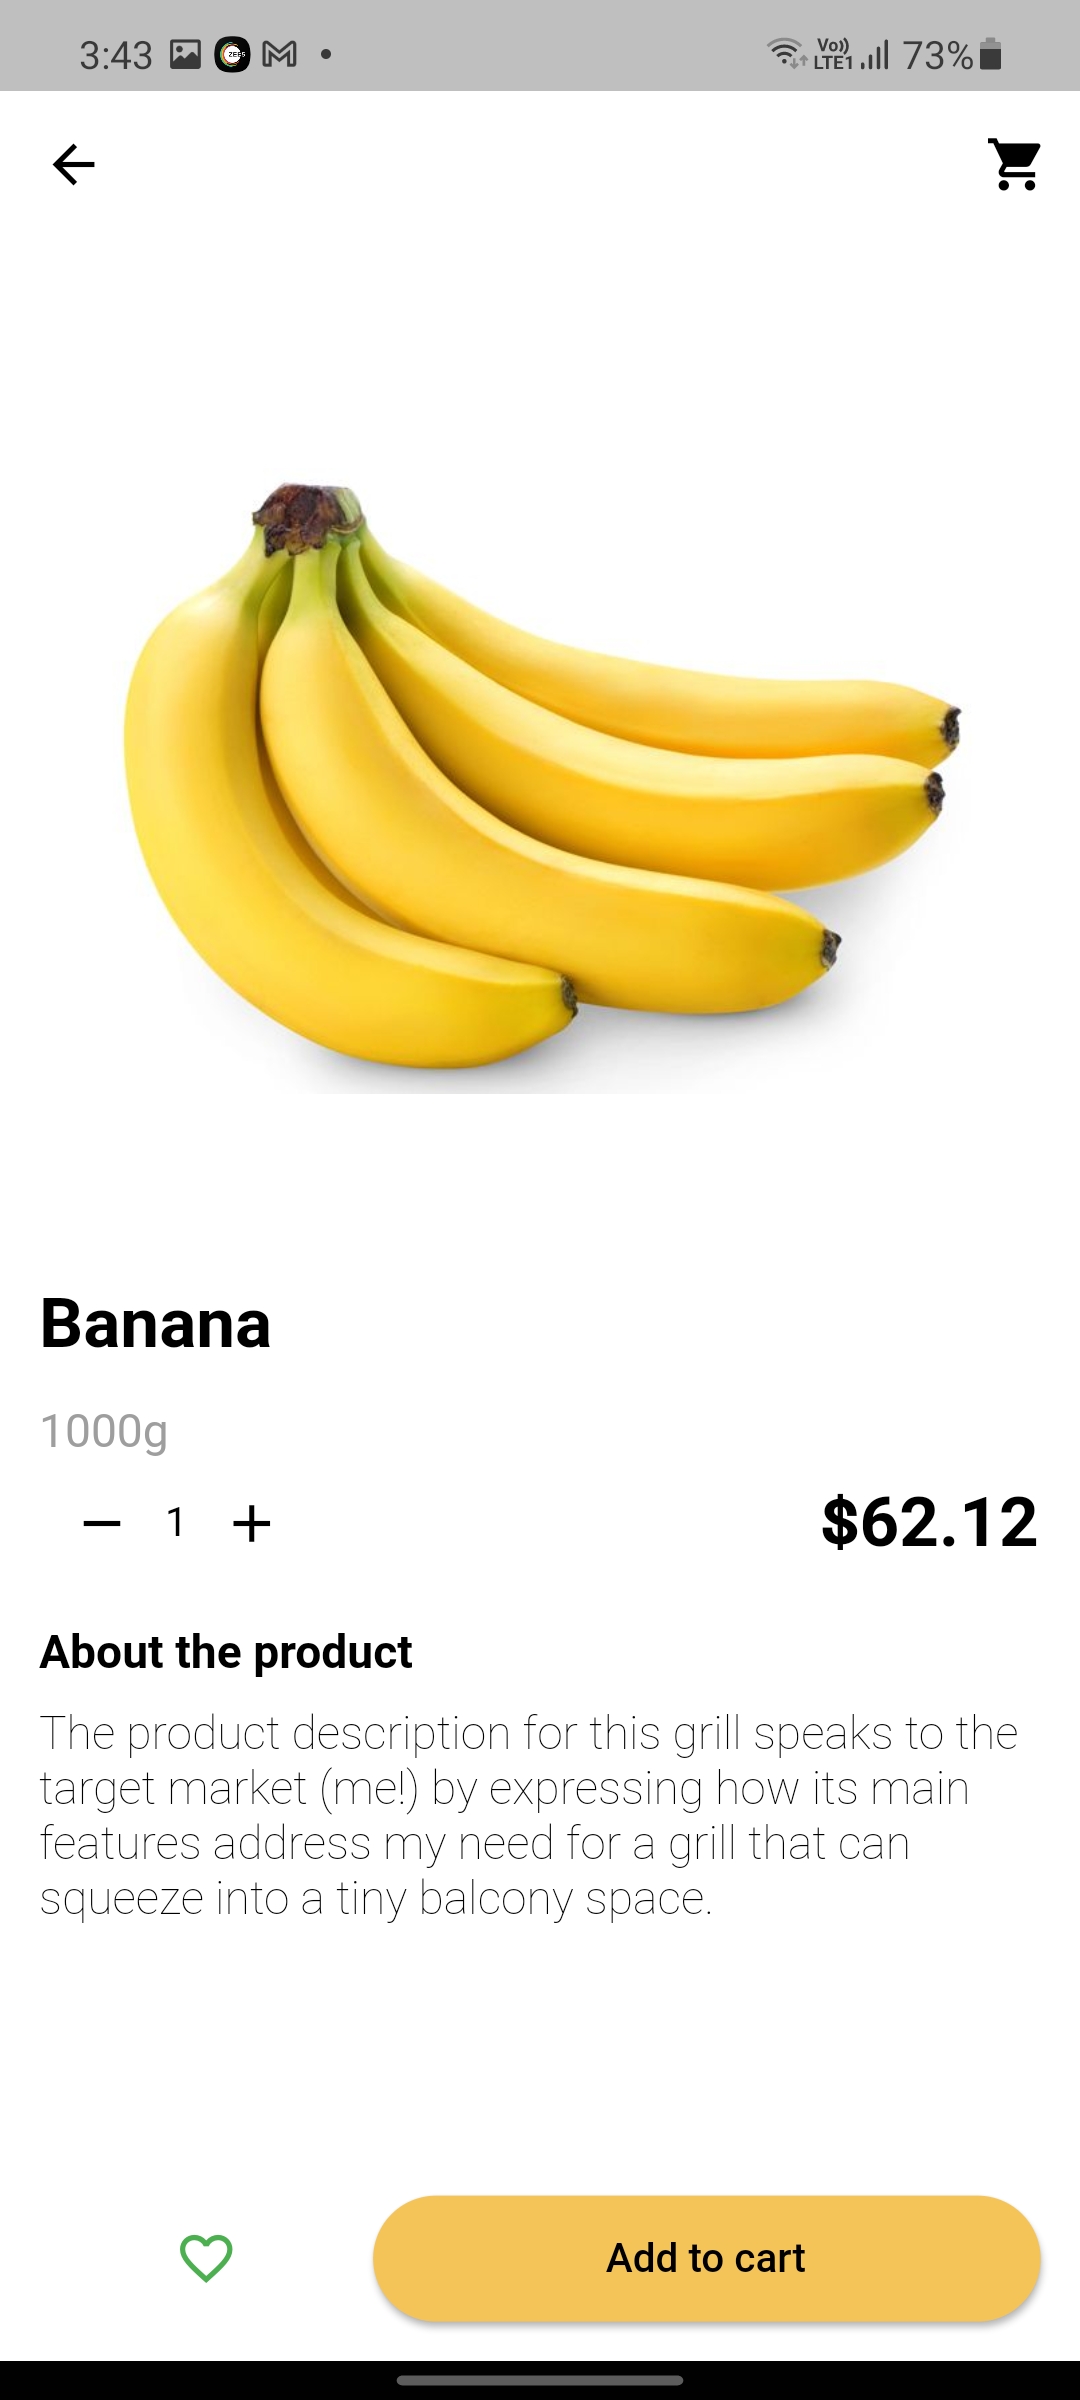 3:43
Vo))
LTE1
73%
Banana
1000g
1
$62.12
About the product
The product description for this grill speaks to the
target market (me!) by expressing how its main
features address my need for a grill that can
squeeze into a tiny balcony space.
Add to cart